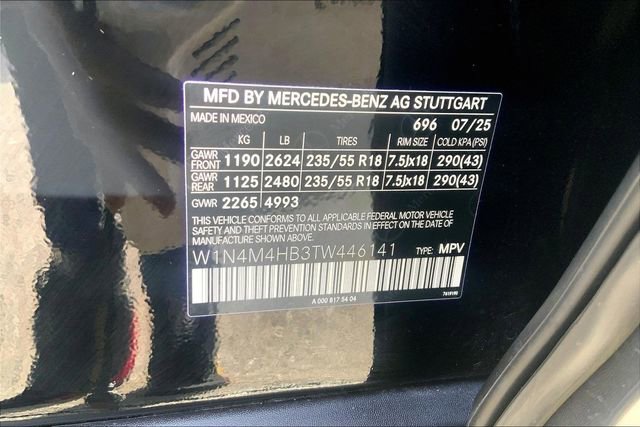 MFD BY MERCEDES-BENZ AG STUTTGART
MADE IN MEXICO 696 07/25
KG LB TIRES RIM SIZE COLD KPA(PSI)
GAWR FRONT 1190 2624 235/55 R18 7.5Jx18 290(43)
GAWR REAR 1125 2480 235/55 R18 7.5Jx18 290(43)
GVWR 2265 4993
THIS VEHICLE CONFORMS TO ALL APPLICABLE FEDERAL MOTOR VEHICLE
SAFETY AND THEFT PREVENTION STANDARDS IN EFFECT ON THE DATE
OF MANUFACTURE SHOWN ABOVE.
W1N4M4HB3TW446141 TYPE: MPV
A 000 817 54 04